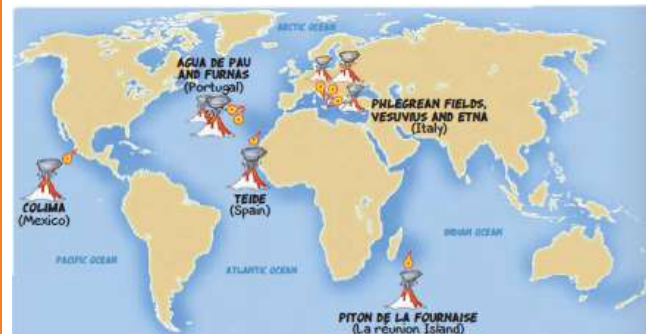 ARCTIC OCEAN
AGUA DE PAU
AND FURNAS
(Portugal)
PHLEGREAN FIELDS,
VESUVIUS AND ETNA
(Italy)
COLIMA
(Mexico)
TEIDE
(Spain)
INDIAN OCEAN
PACIFIC OCEAN
ATLANTIC OCEAN
PITON DE LA FOURNAISE
(La réunion Island)